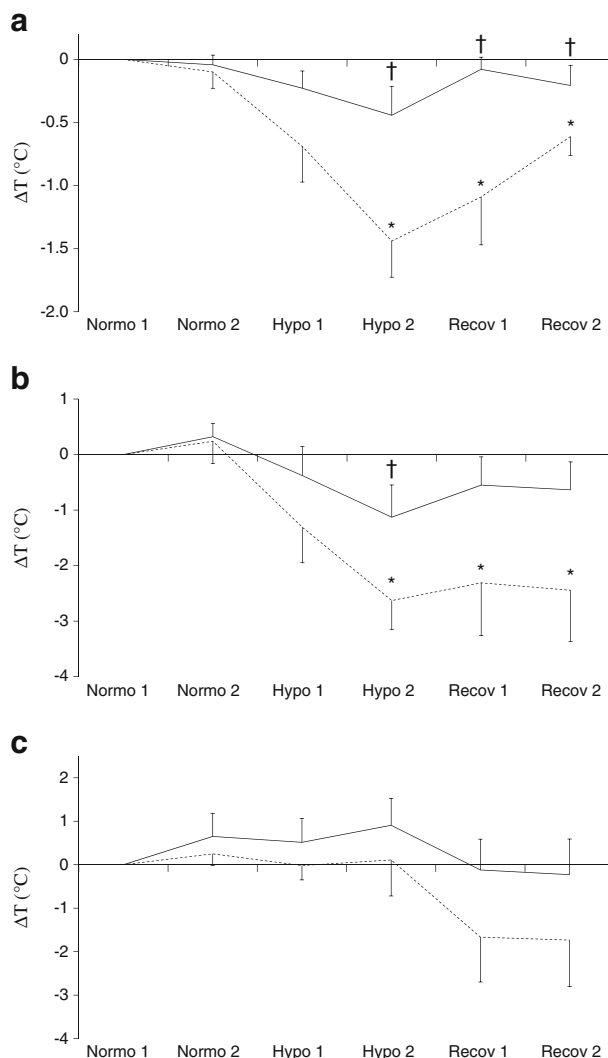 a
†
†
†
0
*
-0.5
*
ΔT (°C)
-1.0
*
-1.5
-2.0
Normo 1 Normo 2 Hypo 1 Hypo 2 Recov 1 Recov 2
b
1
0
†
-1
ΔT (°C)
-2
* * *
-3
-4
Normo 1 Normo 2 Hypo 1 Hypo 2 Recov 1 Recov 2
c
2
1
0
ΔT (°C)
-1
-2
-3
-4
Normo 1 Normo 2 Hypo 1 Hypo 2 Recov 1 Recov 2